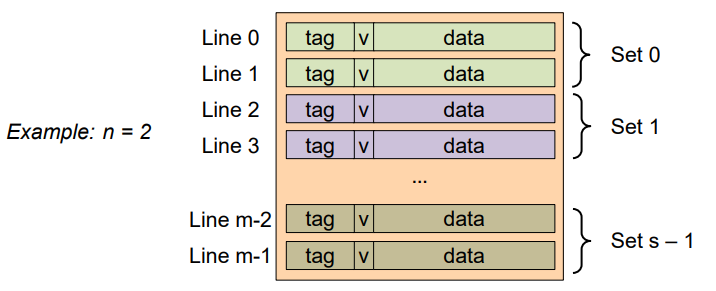 Line 0 tag v data
Set 0
Line 1 tag v data
Line 2 tag v data
Example: n = 2
Set 1
Line 3 tag v data
...
Line m-2 tag v data
Set s – 1
Line m-1 tag v data